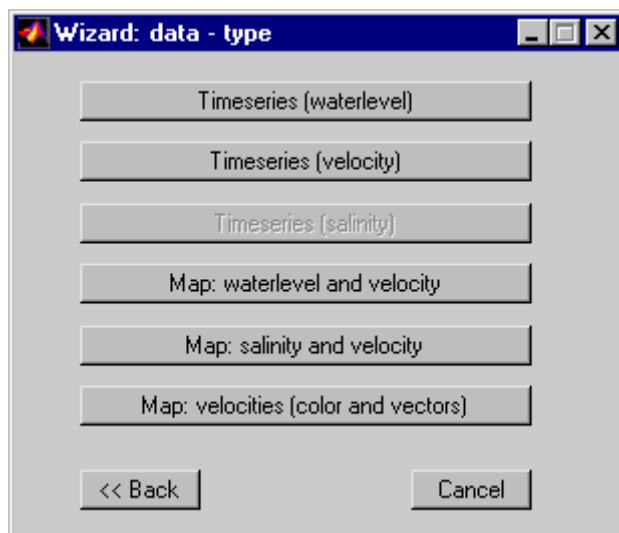 Wizard: data - type
Timeseries (waterlevel)
Timeseries (velocity)
Timeseries (salinity)
Map: waterlevel and velocity
Map: salinity and velocity
Map: velocities (color and vectors)
<< Back
Cancel